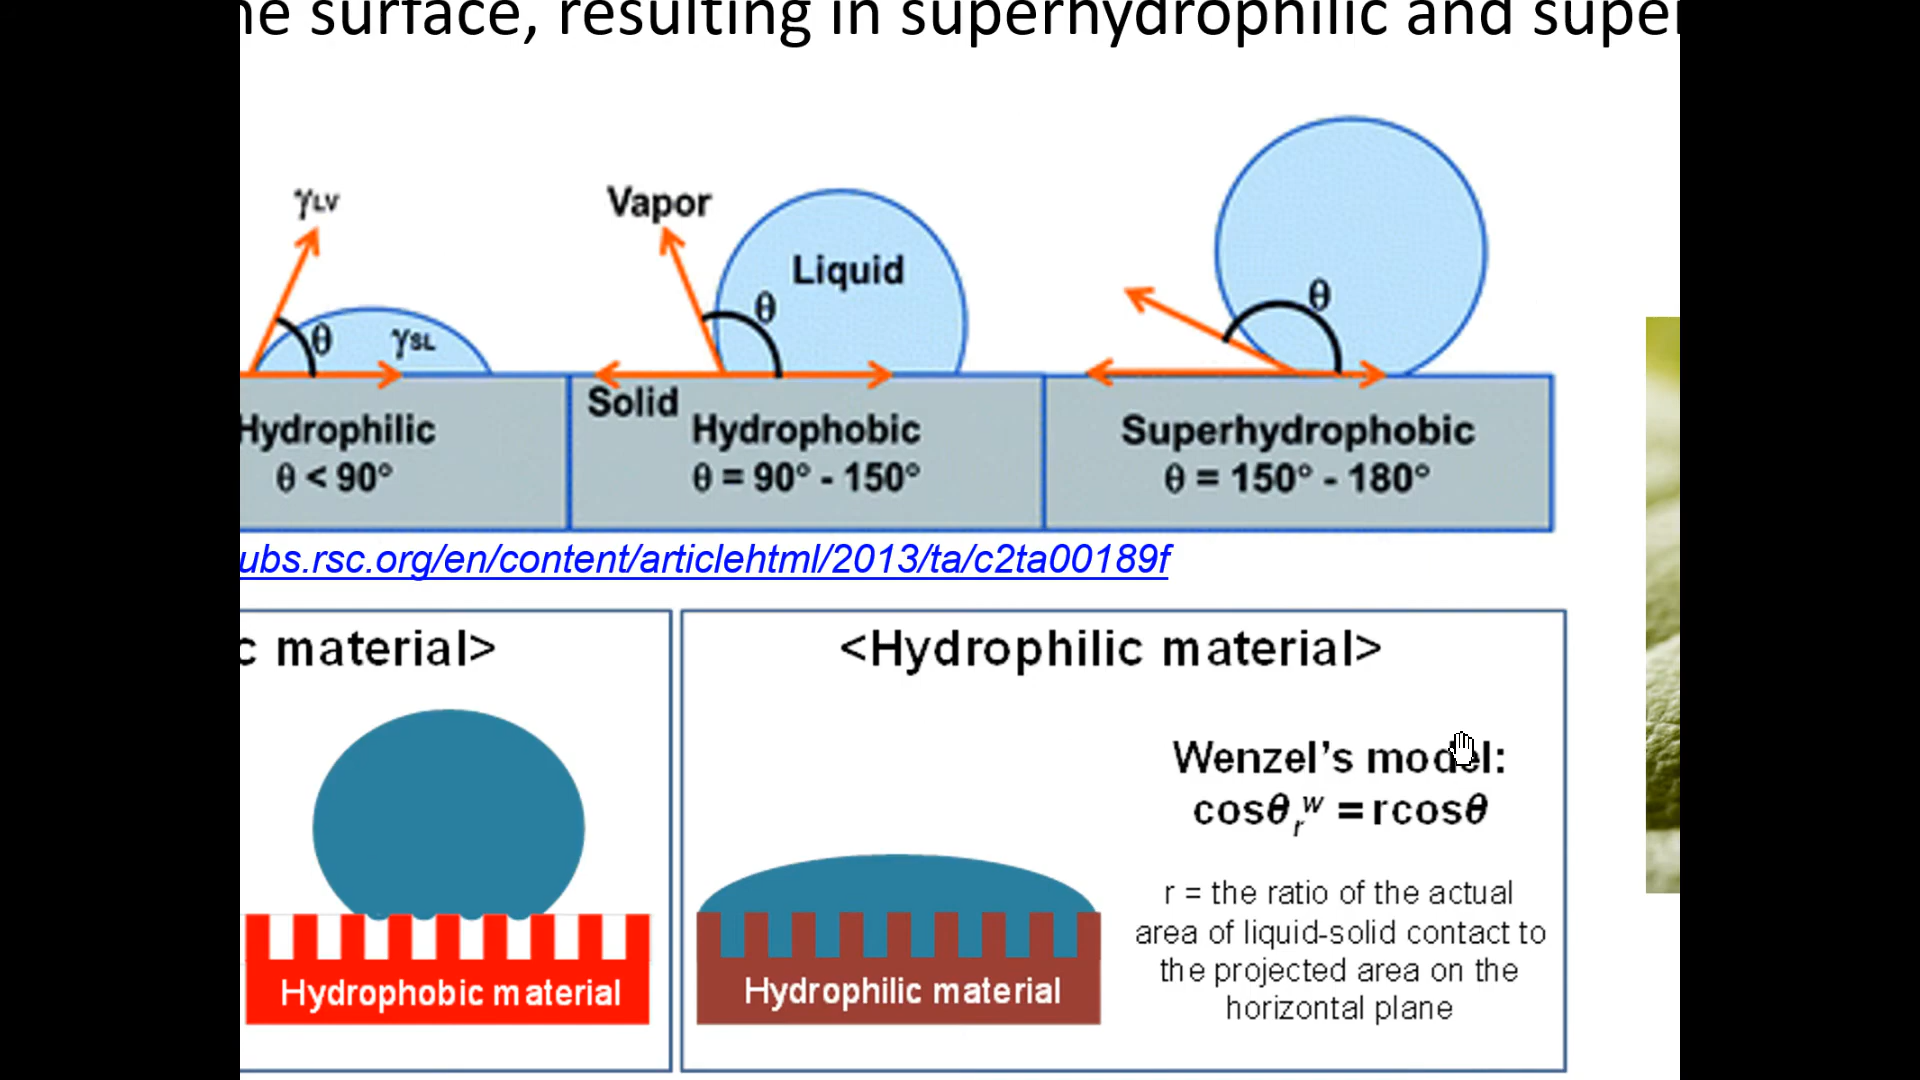 he surface, resulting in superhydrophilic and super
γLV
Vapor
Liquid
θ
θ
θ
γSL
Solid
Hydrophilic
θ < 90°
Hydrophobic
θ = 90° - 150°
Superhydrophobic
θ = 150° - 180°
ubs.rsc.org/en/content/articlehtml/2013/ta/c2ta00189f
c material>
Hydrophobic material
<Hydrophilic material>
Wenzel's model:
cosθrw = rcosθ
r = the ratio of the actual
area of liquid-solid contact to
the projected area on the
horizontal plane
Hydrophilic material